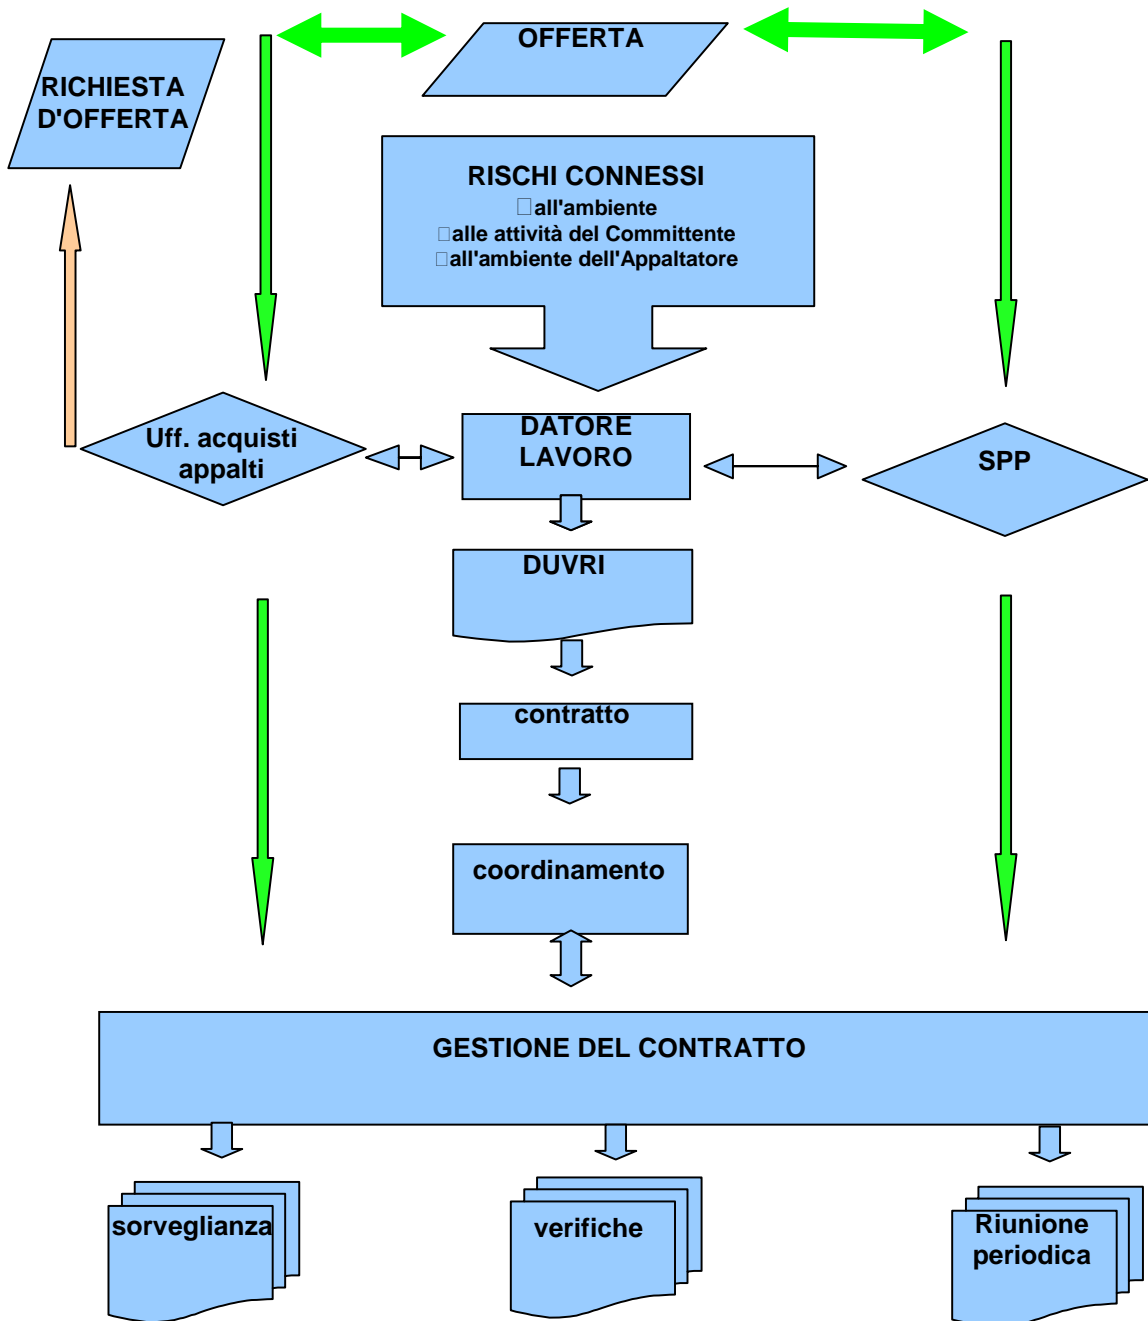 OFFERTA
RICHIESTA
D'OFFERTA
RISCHI CONNESSI
□all'ambiente
□alle attività del Committente
□all'ambiente dell'Appaltatore
Uff. acquisti
appalti
DATORE
LAVORO
SPP
DUVRI
contratto
coordinamento
GESTIONE DEL CONTRATTO
sorveglianza
verifiche
Riunione
periodica